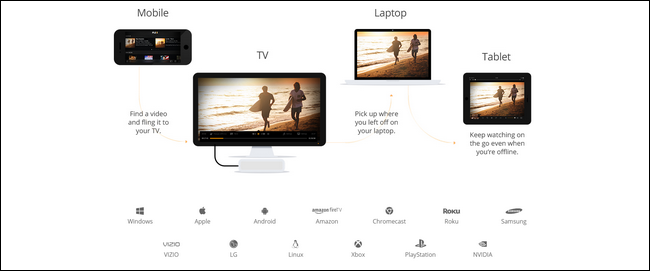 Mobile
Find a video
and fling it to
your TV.
TV
Laptop
Pick up where
you left off on
your laptop.
Tablet
Keep watching on
the go even when
you're offline.
Windows
Apple
Android
amazon fireTV
Amazon
Chromecast
Roku
Roku
SAMSUNG
Samsung
VIZIO
VIZIO
LG
LG
Linux
Xbox
PlayStation
NVIDIA